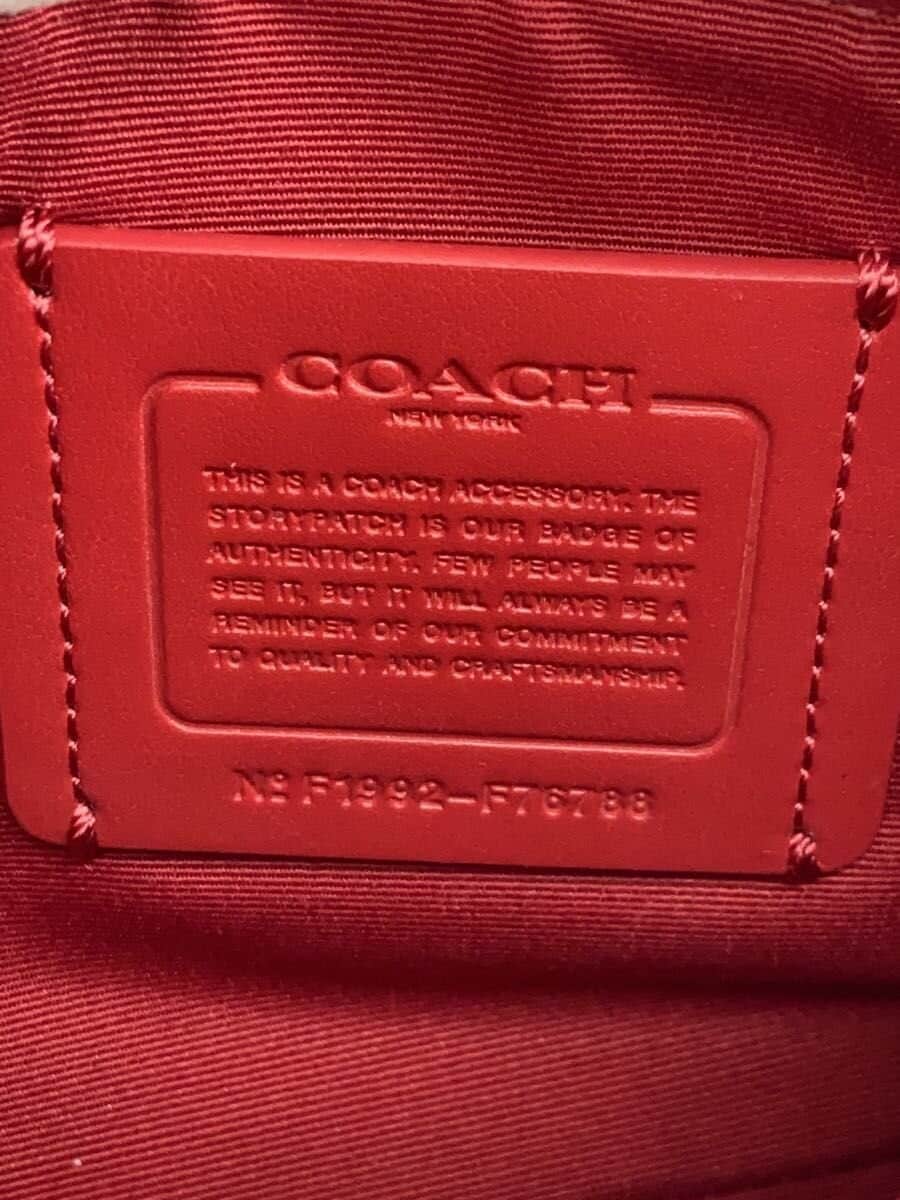 COACH
NEW YORK
THIS IS A COACH ACCESSORY. THE
STORYPATCH IS OUR BADGE OF
AUTHENTICITY. FEW PEOPLE MAY
SEE IT, BUT IT WILL ALWAYS BE A
REMINDER OF OUR COMMITMENT
TO QUALITY AND CRAFTSMANSHIP.
Nº F1992-F76788